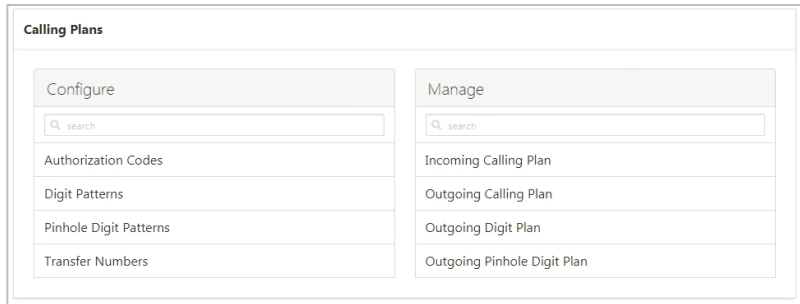 Calling Plans
Configure
search
Authorization Codes
Digit Patterns
Pinhole Digit Patterns
Transfer Numbers
Manage
search
Incoming Calling Plan
Outgoing Calling Plan
Outgoing Digit Plan
Outgoing Pinhole Digit Plan